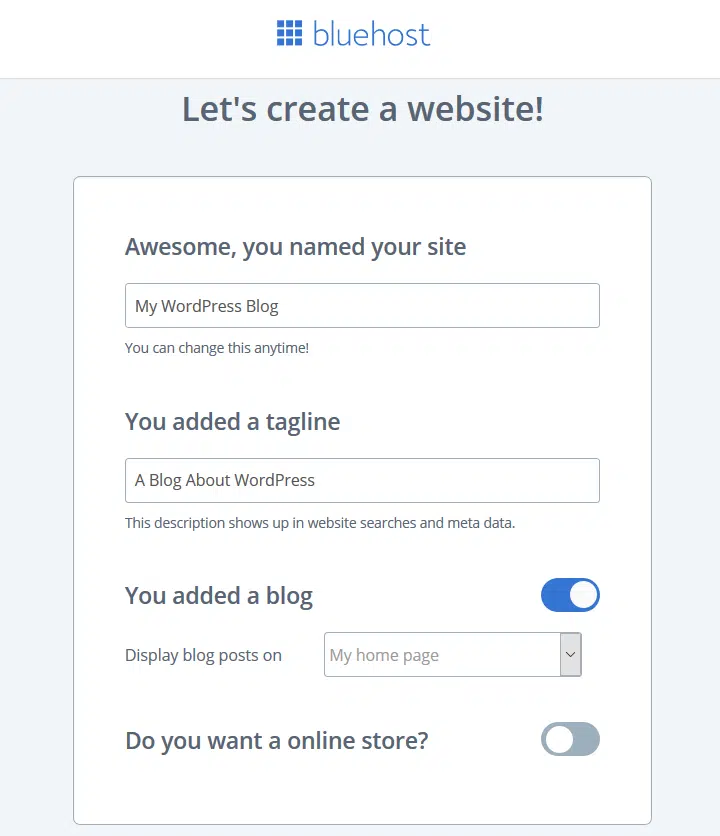 bluehost
Let's create a website!
Awesome, you named your site
My WordPress Blog
You can change this anytime!
You added a tagline
A Blog About WordPress
This description shows up in website searches and meta data.
You added a blog
Display blog posts on
My home page
Do you want a online store?